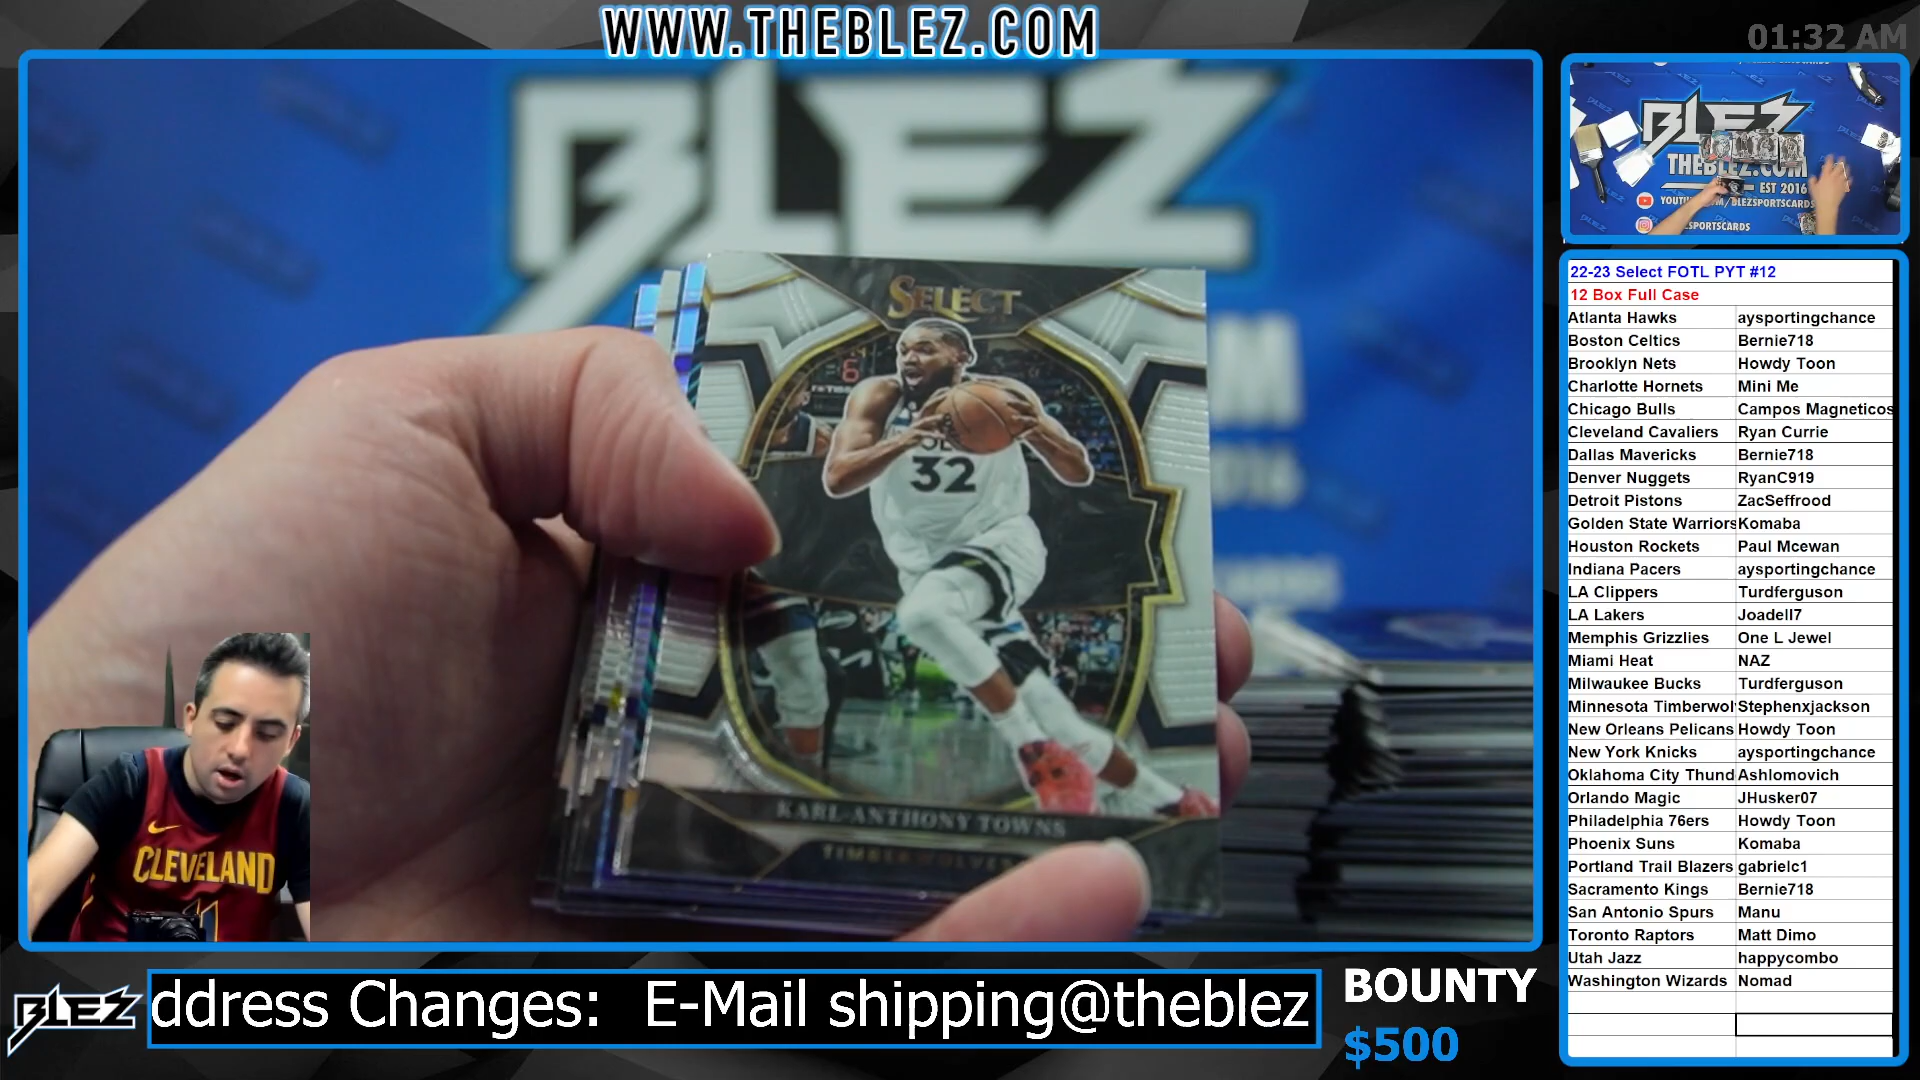 WWW.THEBLEZ.COM
01:32 AM
BLEZ
SELECT
32
KARL-ANTHONY TOWNS
TIMBERWOLVES
CLEVELAND
BLEZ
THEBLEZ.COM
EST 2016
22-23 Select FOTL PYT #12
12 Box Full Case
Atlanta Hawks aysportingchance
Boston Celtics Bernie718
Brooklyn Nets Howdy Toon
Charlotte Hornets Mini Me
Chicago Bulls Campos Magneticos
Cleveland Cavaliers Ryan Currie
Dallas Mavericks Bernie718
Denver Nuggets RyanC919
Detroit Pistons ZacSeffrood
Golden State Warriors Komaba
Houston Rockets Paul Mcewan
Indiana Pacers aysportingchance
LA Clippers Turdferguson
LA Lakers Joadell7
Memphis Grizzlies One L Jewel
Miami Heat NAZ
Milwaukee Bucks Turdferguson
Minnesota Timberwol Stephenxjackson
New Orleans Pelicans Howdy Toon
New York Knicks aysportingchance
Oklahoma City Thund Ashlomovich
Orlando Magic JHusker07
Philadelphia 76ers Howdy Toon
Phoenix Suns Komaba
Portland Trail Blazers gabrielc1
Sacramento Kings Bernie718
San Antonio Spurs Manu
Toronto Raptors Matt Dimo
Utah Jazz happycombo
Washington Wizards Nomad
BLEZ
ddress Changes: E-Mail shipping@theblez
BOUNTY
$500